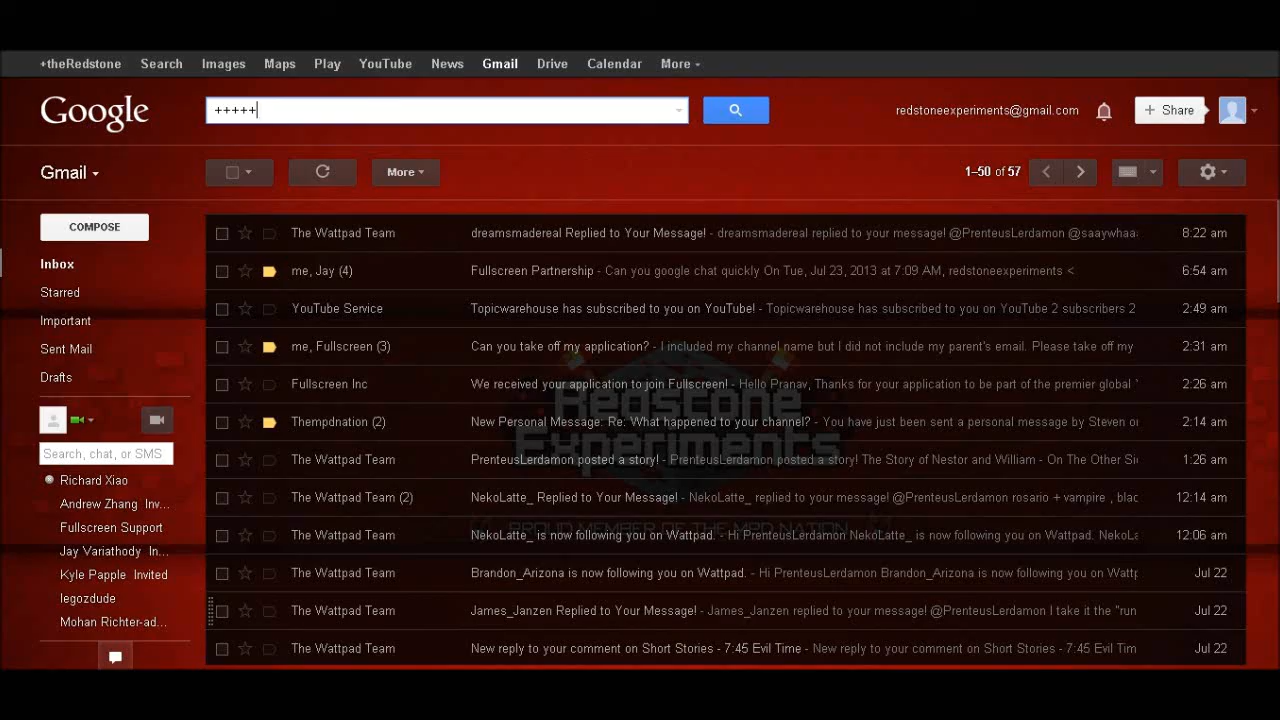 +theRedstone Search Images Maps Play YouTube News Gmail Drive Calendar More
Google +++++ redstoneexperiments@gmail.com + Share
Gmail More 1–50 of 57
COMPOSE
Inbox
Starred
Important
Sent Mail
Drafts
Search, chat, or SMS
Richard Xiao
Andrew Zhang Inv...
Fullscreen Support
Jay Variathody In...
Kyle Papple Invited
legozdude
Mohan Richter-ad...
The Wattpad Team dreamsmadereal Replied to Your Message! - dreamsmadereal replied to your message! @PrenteusLerdamon @saaywhaa 8:22 am
me, Jay (4) Fullscreen Partnership - Can you google chat quickly On Tue, Jul 23, 2013 at 7:09 AM, redstoneexperiments < 6:54 am
YouTube Service Topicwarehouse has subscribed to you on YouTube! - Topicwarehouse has subscribed to you on YouTube 2 subscribers 2 2:49 am
me, Fullscreen (3) Can you take off my application? - I included my channel name but I did not include my parent's email. Please take off my 2:31 am
Fullscreen Inc We received your application to join Fullscreen! - Hello Pranav, Thanks for your application to be part of the premier global 2:26 am
Thempdnation (2) New Personal Message: Re: What happened to your channel? - You have just been sent a personal message by Steven or 2:14 am
The Wattpad Team PrenteusLerdamon posted a story! - PrenteusLerdamon posted a story! The Story of Nestor and William - On The Other Si 1:26 am
The Wattpad Team (2) NekoLatte_ Replied to Your Message! - NekoLatte_ replied to your message! @PrenteusLerdamon rosario + vampire , blac 12:14 am
The Wattpad Team NekoLatte_ is now following you on Wattpad. - Hi PrenteusLerdamon NekoLatte_ is now following you on Wattpad. NekoLa 12:06 am
The Wattpad Team Brandon_Arizona is now following you on Wattpad. - Hi PrenteusLerdamon Brandon_Arizona is now following you on Wattp Jul 22
The Wattpad Team James_Janzen Replied to Your Message! - James_Janzen replied to your message! @PrenteusLerdamon I take it the "run Jul 22
The Wattpad Team New reply to your comment on Short Stories - 7:45 Evil Time - New reply to your comment on Short Stories - 7:45 Evil Tim Jul 22
Redstone
Experiments
PROUD MEMBER OF THE MPD NATION